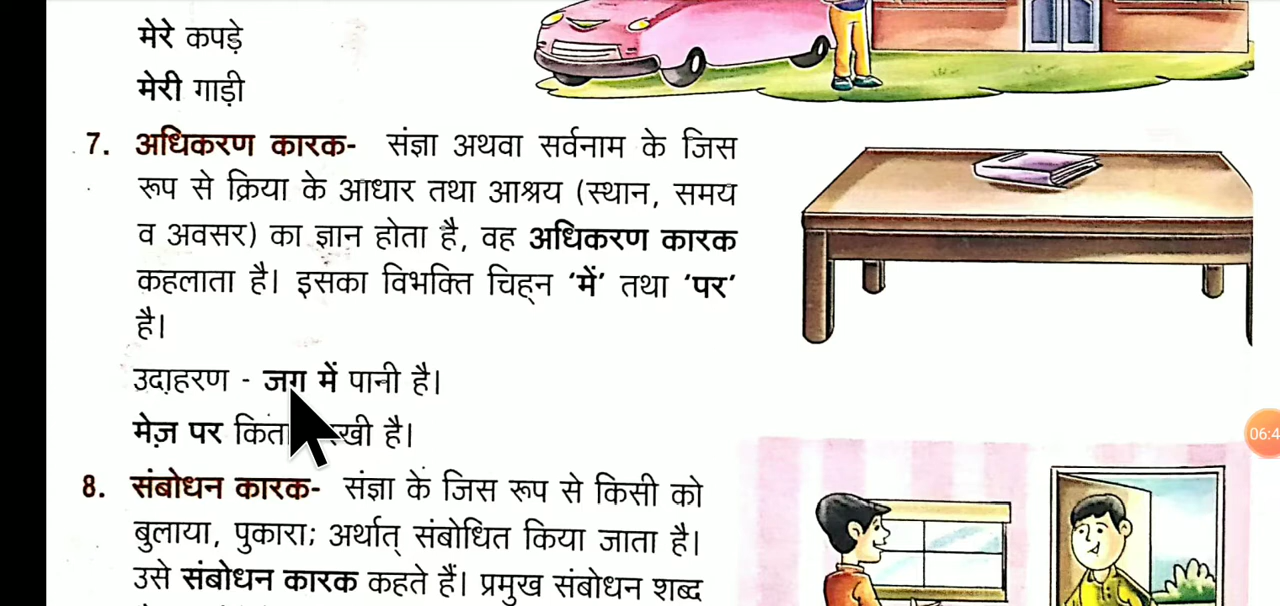 मेरे कपड़े
मेरी गाड़ी
7. अधिकरण कारक- संज्ञा अथवा सर्वनाम के जिस
रूप से क्रिया के आधार तथा आश्रय (स्थान, समय
व अवसर) का ज्ञान होता है, वह अधिकरण कारक
कहलाता है। इसका विभक्ति चिह्न 'में' तथा 'पर'
है।
उदाहरण - जग में पानी है।
मेज़ पर है।
8. संबोधन कारक- संज्ञा के जिस रूप से किसी को
बुलाया, पुकारा; अर्थात् संबोधित किया जाता है।
उसे संबोधन कारक कहते हैं। प्रमुख संबोधन शब्द